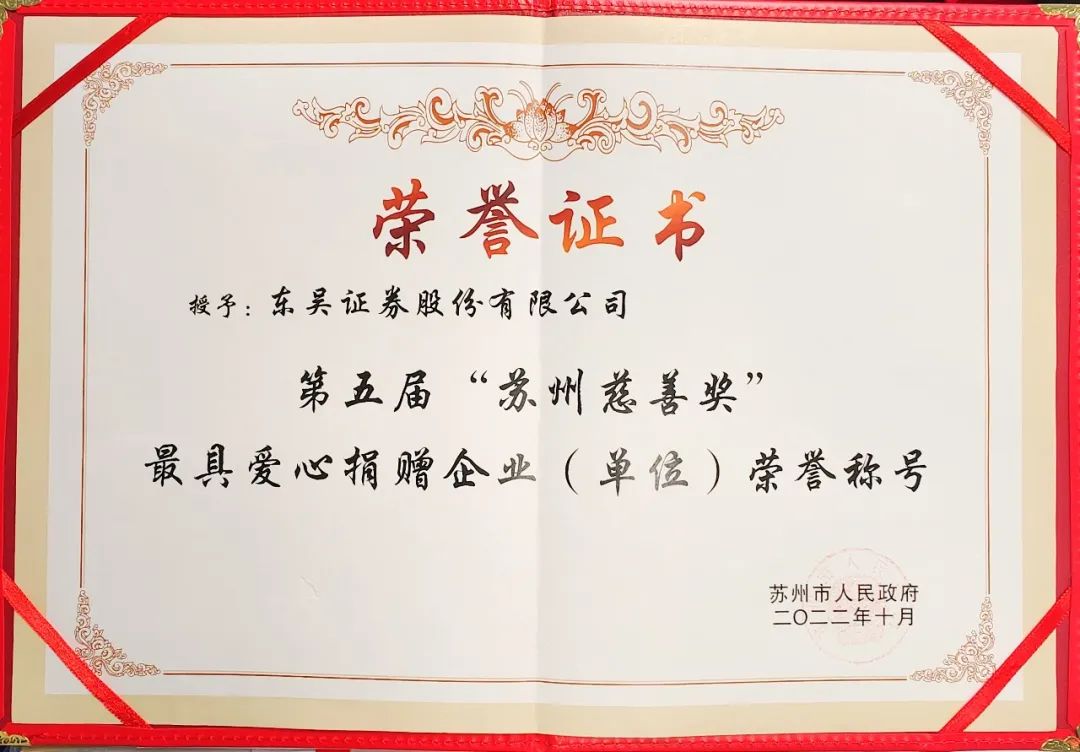 荣誉证书
授予：东吴证券股份有限公司
第五届“苏州慈善奖”
最具爱心捐赠企业（单位）荣誉称号
苏州市人民政府
二〇二二年十月